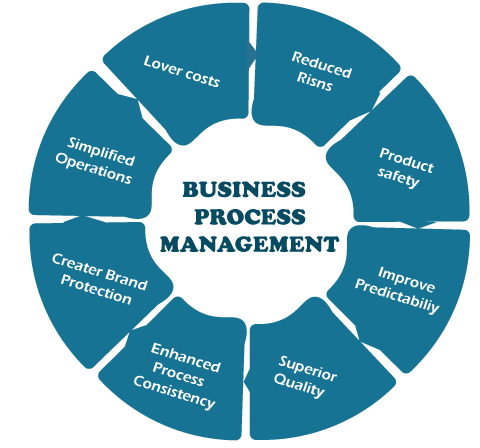 BUSINESS
PROCESS
MANAGEMENT
Reduced
Risns
Product
safety
Improve
Predictabiliy
Superior
Quality
Enhanced
Process
Consistency
Creater Brand
Protection
Simplified
Operations
Lover costs